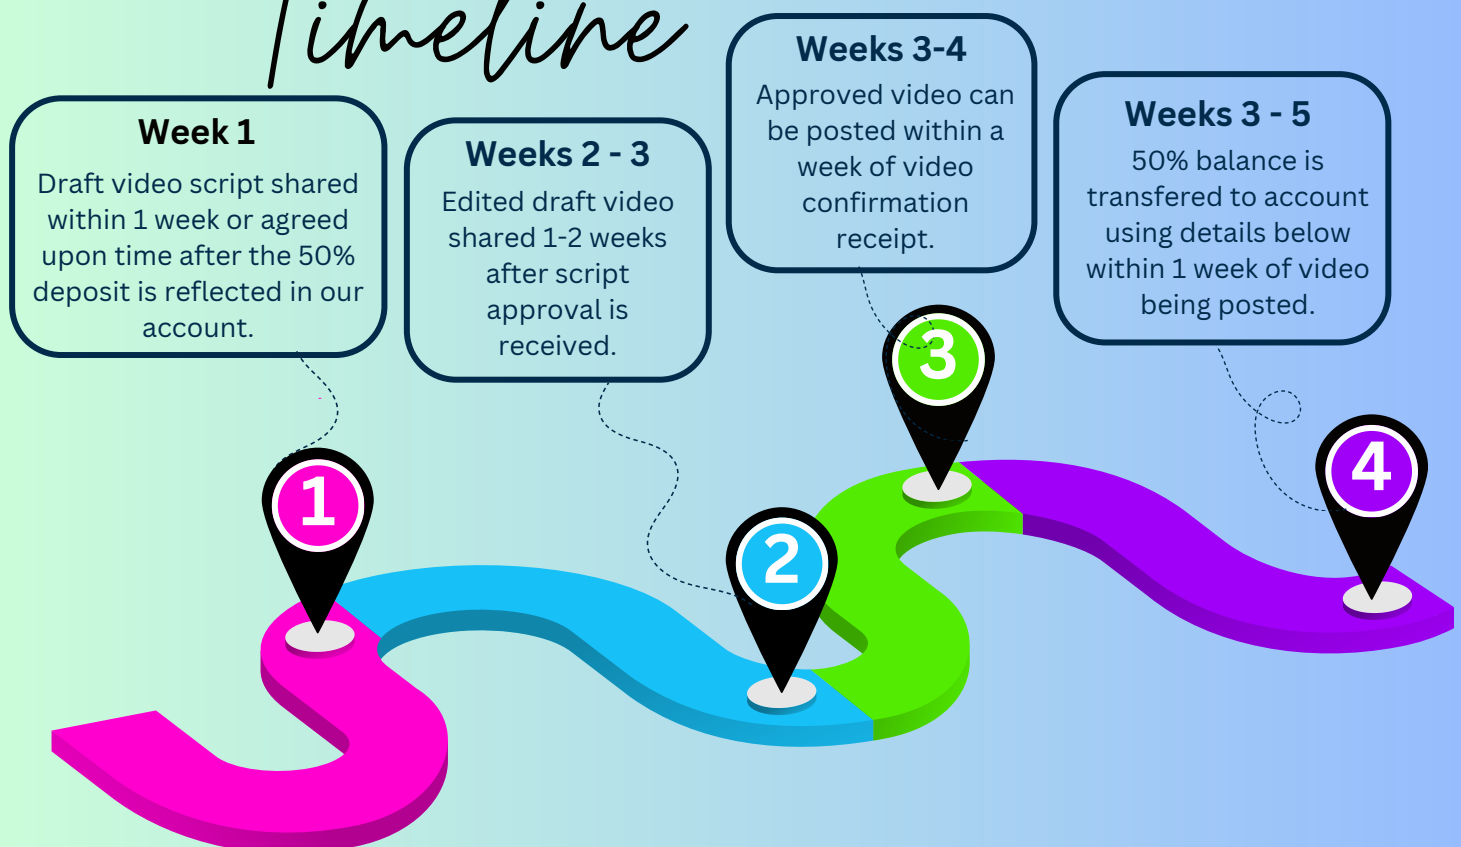 Timeline
Week 1
Draft video script shared
within 1 week or agreed
upon time after the 50%
deposit is reflected in our
account.
Weeks 2 - 3
Edited draft video
shared 1-2 weeks
after script
approval is
received.
Weeks 3-4
Approved video can
be posted within a
week of video
confirmation
receipt.
Weeks 3 - 5
50% balance is
transfered to account
using details below
within 1 week of video
being posted.
1
2
3
4